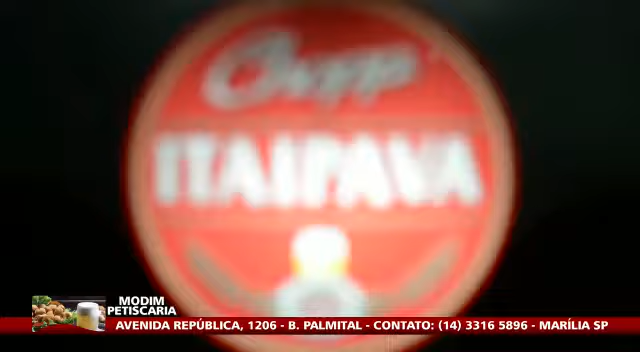 Chopp
ITAIPAVA
MODIM
PETISCARIA
AVENIDA REPÚBLICA, 1206 - B. PALMITAL - CONTATO: (14) 3316 5896 - MARÍLIA SP